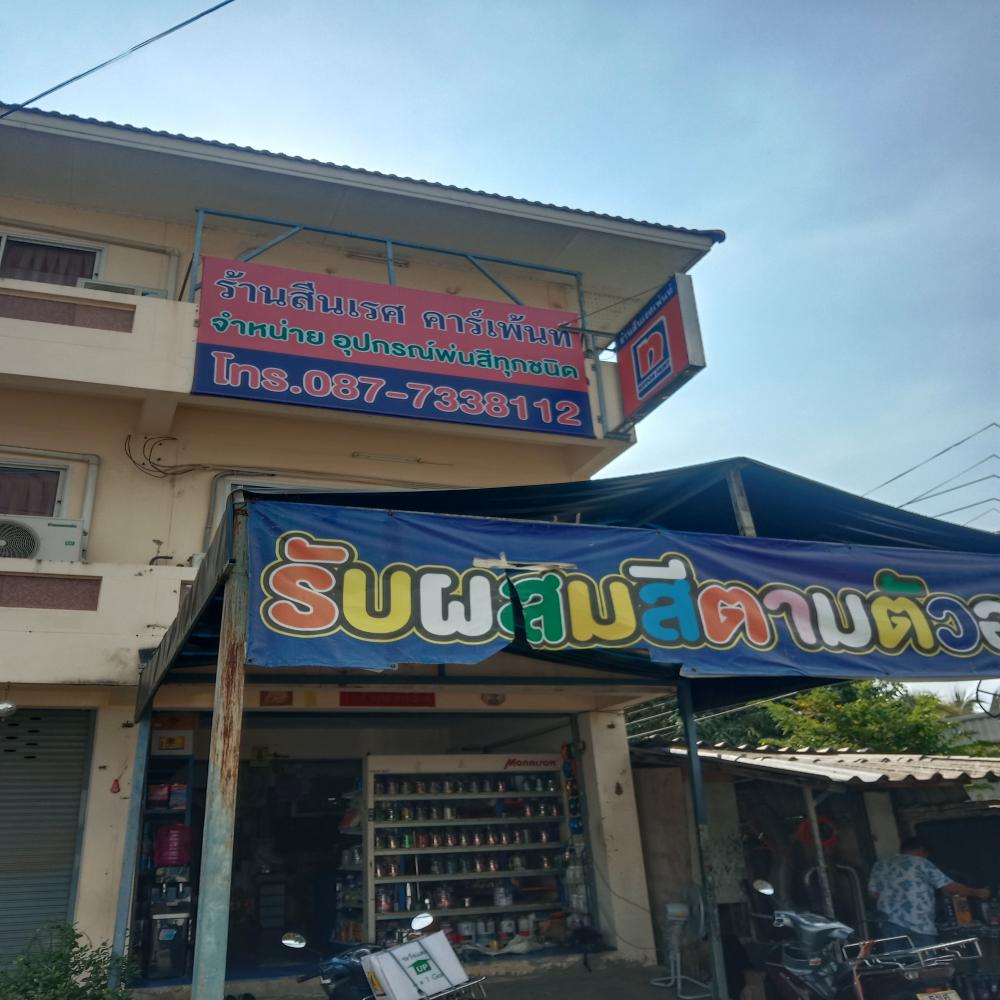 ร้านสีนเรศ คาร์เพ้นท์
จำหน่าย อุปกรณ์พ่นสีทุกชนิด
โทร.087-7338112
รับผสมสีตามตัวอ
UP